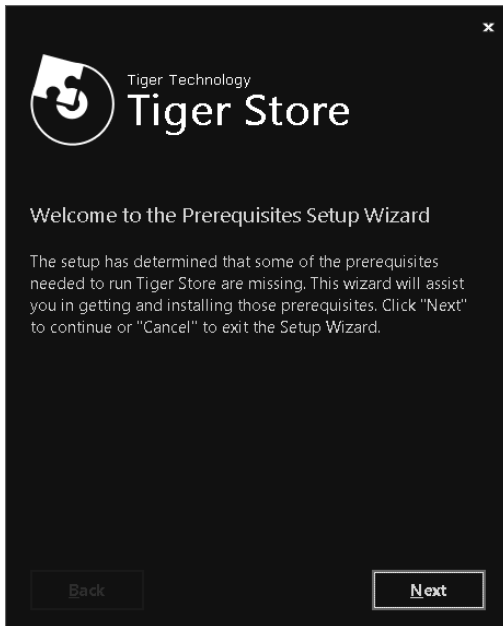 x
Tiger Technology
Tiger Store
Welcome to the Prerequisites Setup Wizard
The setup has determined that some of the prerequisites
needed to run Tiger Store are missing. This wizard will assist
you in getting and installing those prerequisites. Click "Next"
to continue or "Cancel" to exit the Setup Wizard.
Back
Next